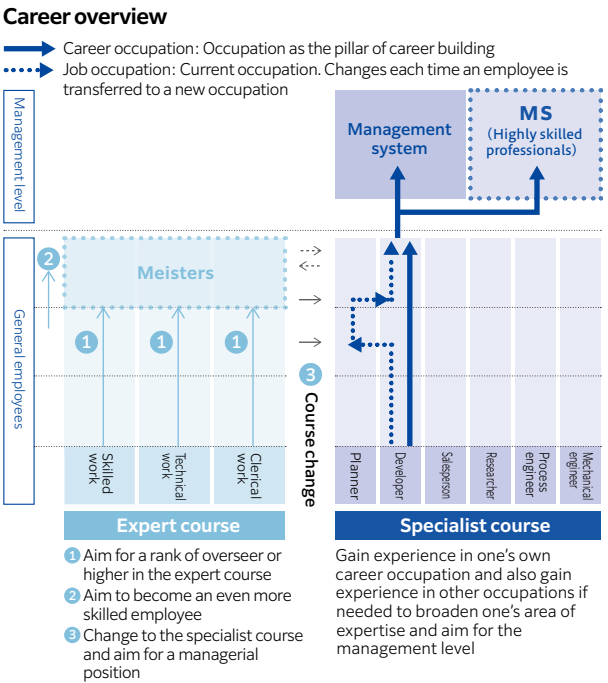 Career overview
Career occupation: Occupation as the pillar of career building
Job occupation: Current occupation. Changes each time an employee is
transferred to a new occupation
Management level
Management
system
MS
(Highly skilled
professionals)
General employees
2
Meisters
1
1
1
3
Course change
Skilled
work
Technical
work
Clerical
work
Planner
Developer
Salesperson
Researcher
Process
engineer
Mechanical
engineer
Expert course
Specialist course
1 Aim for a rank of overseer or
higher in the expert course
2 Aim to become an even more
skilled employee
3 Change to the specialist course
and aim for a managerial
position
Gain experience in one's own
career occupation and also gain
experience in other occupations if
needed to broaden one's area of
expertise and aim for the
management level